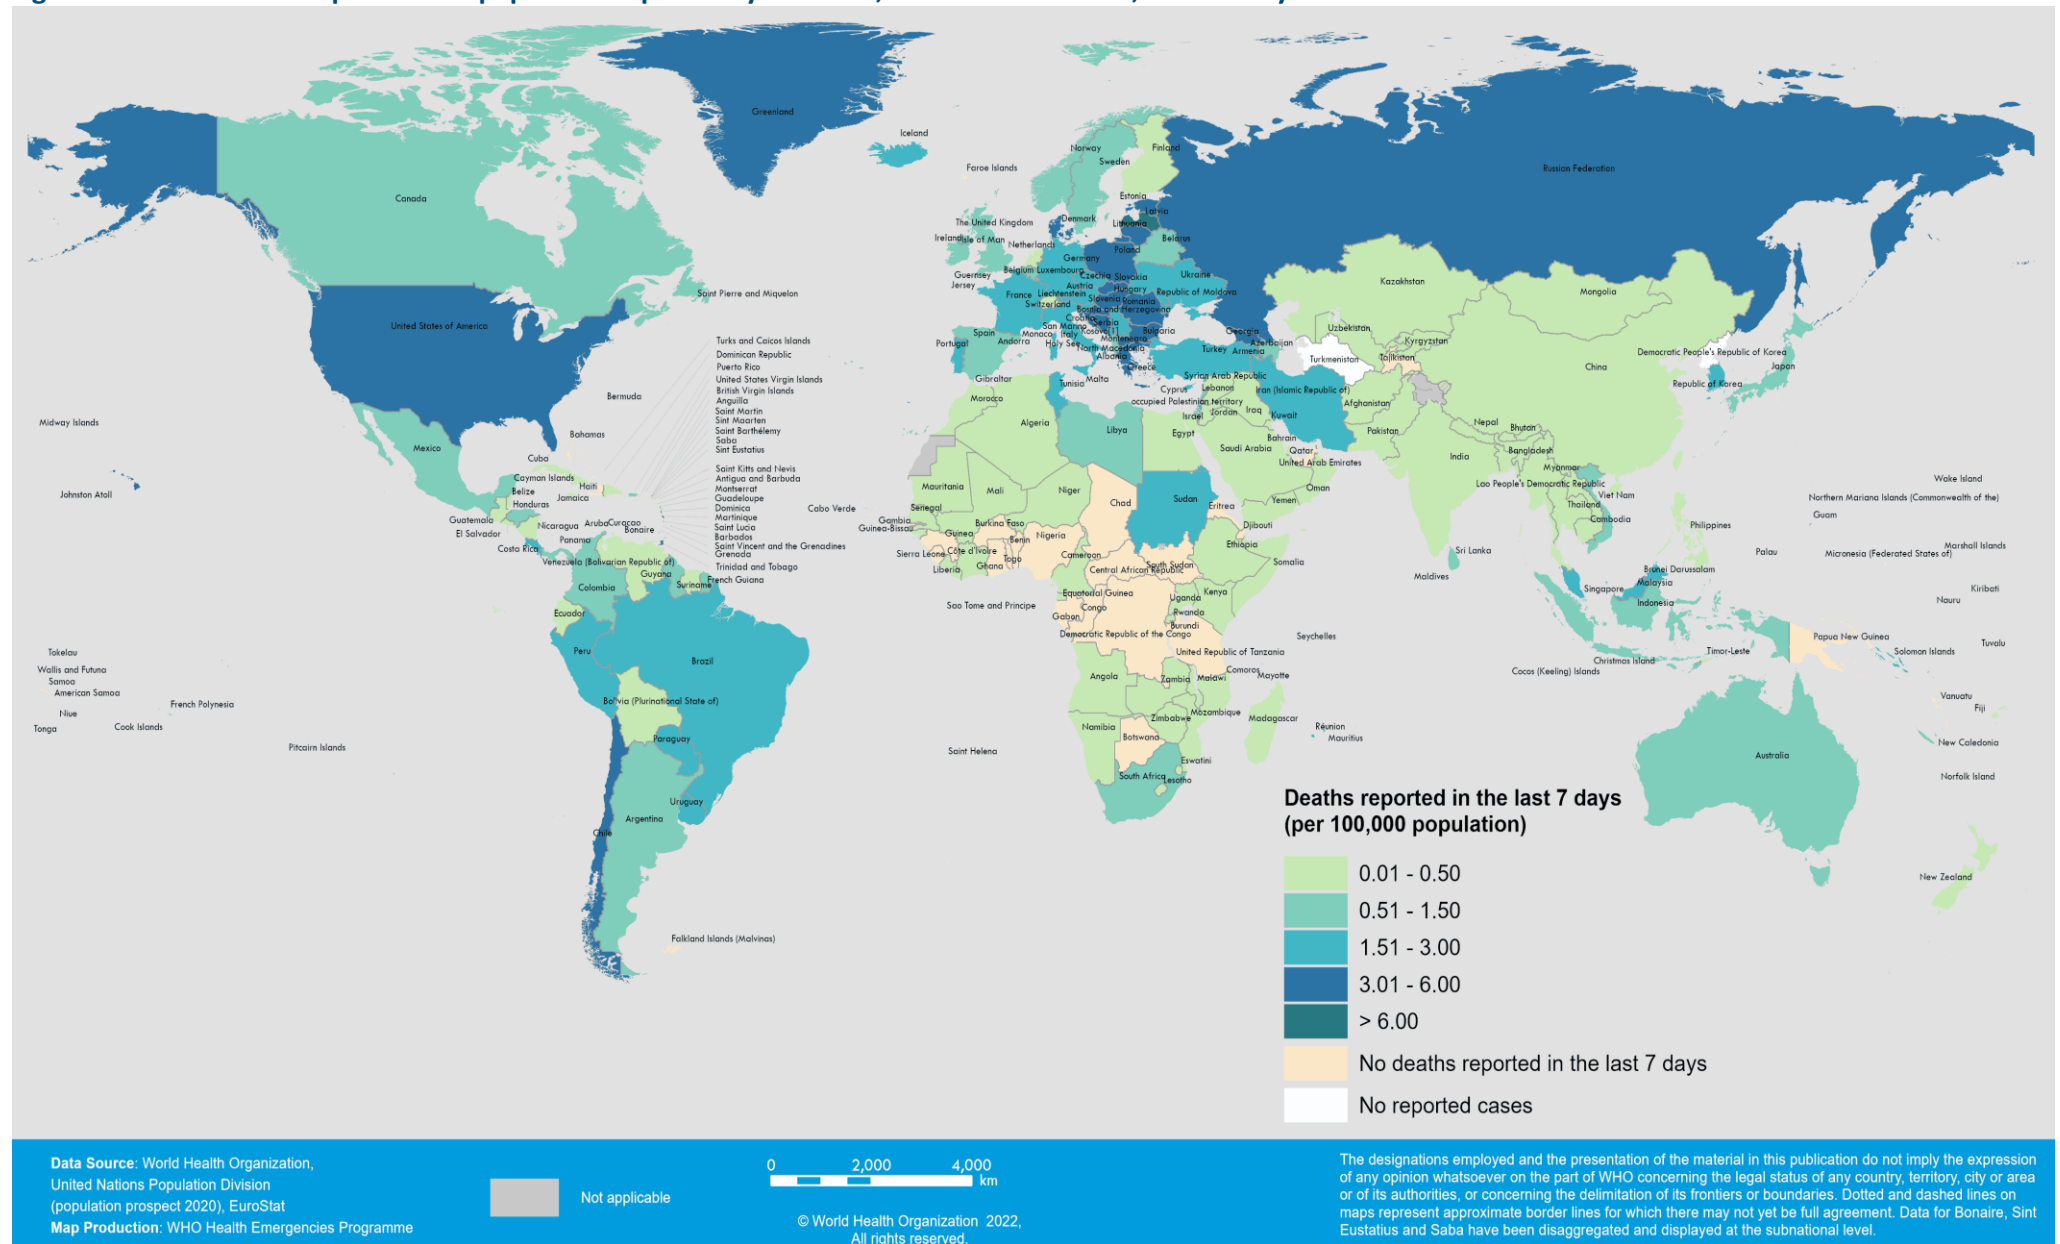 Greenland
Iceland
Faroe Islands
Norway
Sweden
Finland
Russian Federation
Canada
Estonia
Latvia
Lithuania
Denmark
The United Kingdom
Ireland
Isle of Man
Netherlands
Belarus
Poland
Germany
Belgium
Luxembourg
Czechia
Slovakia
Ukraine
Guernsey
Jersey
Austria
Hungary
Republic of Moldova
France
Liechtenstein
Switzerland
Slovenia
Romania
Bosnia and Herzegovina
Croatia
Serbia
San Marino
Monaco
Italy
Kosovo[1]
Bulgaria
Spain
Andorra
Portugal
Holy See
Montenegro
North Macedonia
Albania
Greece
Georgia
Azerbaijan
Turkey
Armenia
Kazakhstan
Mongolia
Uzbekistan
Kyrgyzstan
Turkmenistan
Tajikistan
Democratic People's Republic of Korea
China
Japan
Republic of Korea
Saint Pierre and Miquelon
United States of America
Turks and Caicos Islands
Dominican Republic
Puerto Rico
United States Virgin Islands
British Virgin Islands
Anguilla
Saint Martin
Sint Maarten
Saint Barthélemy
Saba
Sint Eustatius
Saint Kitts and Nevis
Antigua and Barbuda
Montserrat
Guadeloupe
Dominica
Martinique
Saint Lucia
Barbados
Saint Vincent and the Grenadines
Grenada
Trinidad and Tobago
Bermuda
Bahamas
Midway Islands
Johnston Atoll
Mexico
Cuba
Cayman Islands
Haiti
Belize
Jamaica
Honduras
Guatemala
El Salvador
Nicaragua
Aruba
Curaçao
Bonaire
Costa Rica
Panama
Venezuela (Bolivarian Republic of)
Guyana
Suriname
French Guiana
Colombia
Ecuador
Peru
Brazil
Bolivia (Plurinational State of)
Paraguay
Uruguay
Argentina
Chile
Falkland Islands (Malvinas)
Gibraltar
Tunisia
Malta
Cyprus
Syrian Arab Republic
Lebanon
occupied Palestinian territory
Israel
Jordan
Iraq
Iran (Islamic Republic of)
Kuwait
Afghanistan
Morocco
Algeria
Libya
Egypt
Saudi Arabia
Bahrain
Qatar
United Arab Emirates
Pakistan
Nepal
Bhutan
India
Bangladesh
Myanmar
Lao People's Democratic Republic
Viet Nam
Thailand
Cambodia
Philippines
Oman
Yemen
Mauritania
Mali
Niger
Chad
Sudan
Eritrea
Djibouti
Cabo Verde
Senegal
Gambia
Guinea-Bissau
Guinea
Burkina Faso
Benin
Nigeria
Sierra Leone
Côte d'Ivoire
Togo
Ghana
Liberia
Cameroon
Central African Republic
South Sudan
Ethiopia
Somalia
Sao Tome and Principe
Equatorial Guinea
Congo
Gabon
Uganda
Kenya
Rwanda
Burundi
Democratic Republic of the Congo
United Republic of Tanzania
Seychelles
Comoros
Mayotte
Angola
Zambia
Malawi
Mozambique
Zimbabwe
Madagascar
Namibia
Botswana
Réunion
Mauritius
Saint Helena
Eswatini
South Africa
Lesotho
Sri Lanka
Maldives
Brunei Darussalam
Malaysia
Singapore
Indonesia
Palau
Wake Island
Northern Mariana Islands (Commonwealth of the)
Guam
Marshall Islands
Micronesia (Federated States of)
Kiribati
Nauru
Papua New Guinea
Solomon Islands
Tuvalu
Timor-Leste
Christmas Island
Cocos (Keeling) Islands
Vanuatu
Fiji
New Caledonia
Norfolk Island
Australia
New Zealand
Tokelau
Wallis and Futuna
Samoa
American Samoa
Niue
Tonga
Cook Islands
French Polynesia
Pitcairn Islands
Deaths reported in the last 7 days
(per 100,000 population)
0.01 - 0.50
0.51 - 1.50
1.51 - 3.00
3.01 - 6.00
> 6.00
No deaths reported in the last 7 days
No reported cases
Data Source: World Health Organization,
United Nations Population Division
(population prospect 2020), EuroStat
Map Production: WHO Health Emergencies Programme
Not applicable
0 2,000 4,000
km
© World Health Organization 2022,
All rights reserved.
The designations employed and the presentation of the material in this publication do not imply the expression
of any opinion whatsoever on the part of WHO concerning the legal status of any country, territory, city or area
or of its authorities, or concerning the delimitation of its frontiers or boundaries. Dotted and dashed lines on
maps represent approximate border lines for which there may not yet be full agreement. Data for Bonaire, Sint
Eustatius and Saba have been disaggregated and displayed at the subnational level.